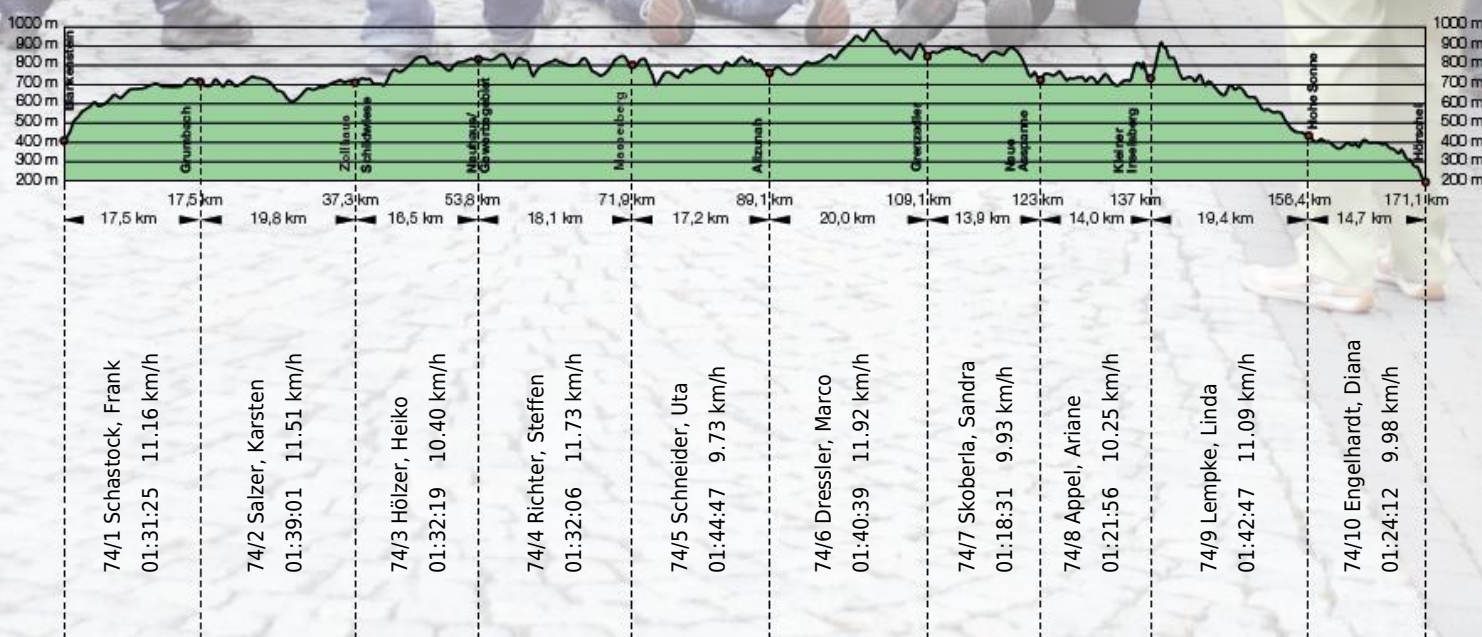 1000 m
900 m
800 m
700 m
600 m
500 m
400 m
300 m
200 m
1000 m
900 m
800 m
700 m
600 m
500 m
400 m
300 m
200 m
Blankenstein
Grumbach
Zollhaus
Schildwiese
Neuhaus/
Masserberg
Allzunah
Grenzadler
Neue
Ausspanne
Kleiner
Inselsberg
Hohe Sonne
Hörschel
17,5 km
37,3 km
53,8 km
71,9 km
89,1 km
109,1 km
123 km
137 km
156,4 km
171,1 km
17,5 km
19,8 km
16,5 km
18,1 km
17,2 km
20,0 km
13,9 km
14,0 km
19,4 km
14,7 km
74/1 Schastock, Frank
01:31:25 11.16 km/h
74/2 Salzer, Karsten
01:39:01 11.51 km/h
74/3 Hölzer, Heiko
01:32:19 10.40 km/h
74/4 Richter, Steffen
01:32:06 11.73 km/h
74/5 Schneider, Uta
01:44:47 9.73 km/h
74/6 Dressler, Marco
01:40:39 11.92 km/h
74/7 Skoberla, Sandra
01:18:31 9.93 km/h
74/8 Appel, Ariane
01:21:56 10.25 km/h
74/9 Lempke, Linda
01:42:47 11.09 km/h
74/10 Engelhardt, Diana
01:24:12 9.98 km/h